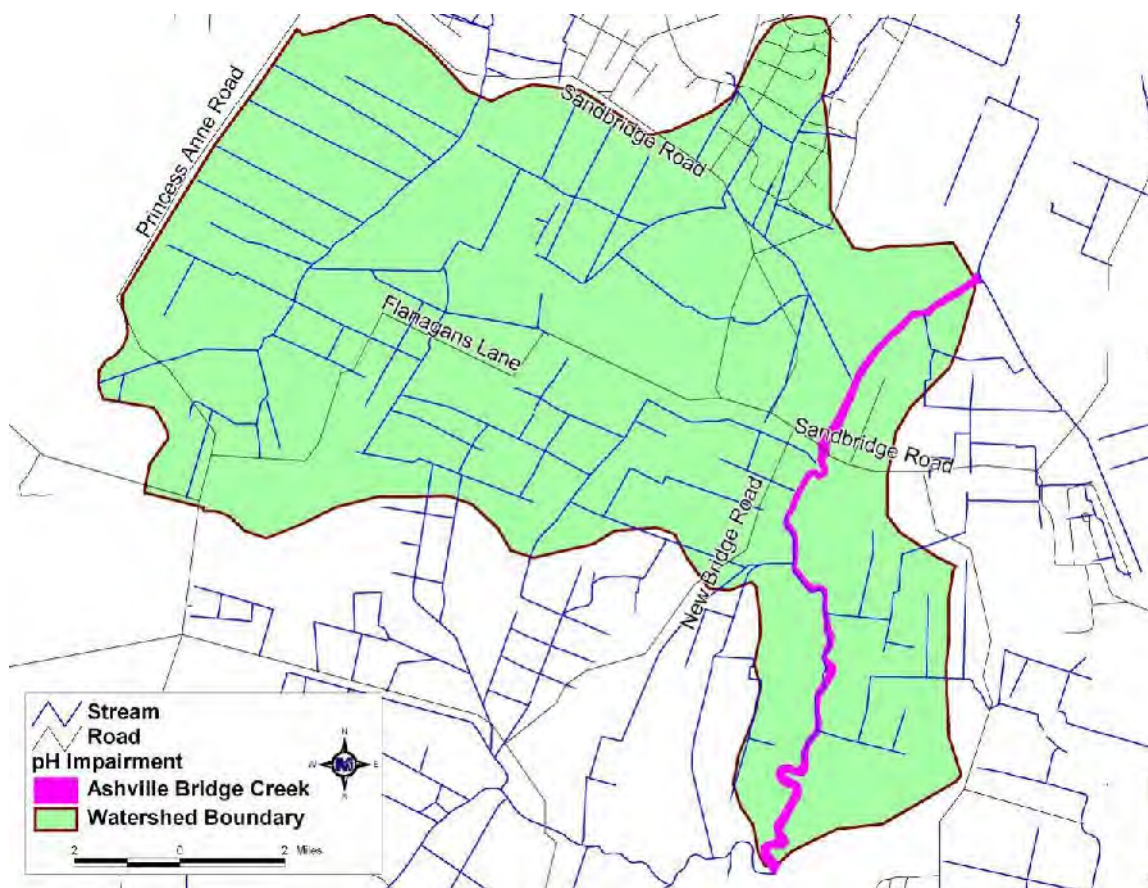 Princess Anne Road
Sandbridge Road
Flanagans Lane
Sandbridge Road
New Bridge Road
Stream
Road
pH Impairment
Ashville Bridge Creek
Watershed Boundary
N
W
E
S
2 0 2 Miles